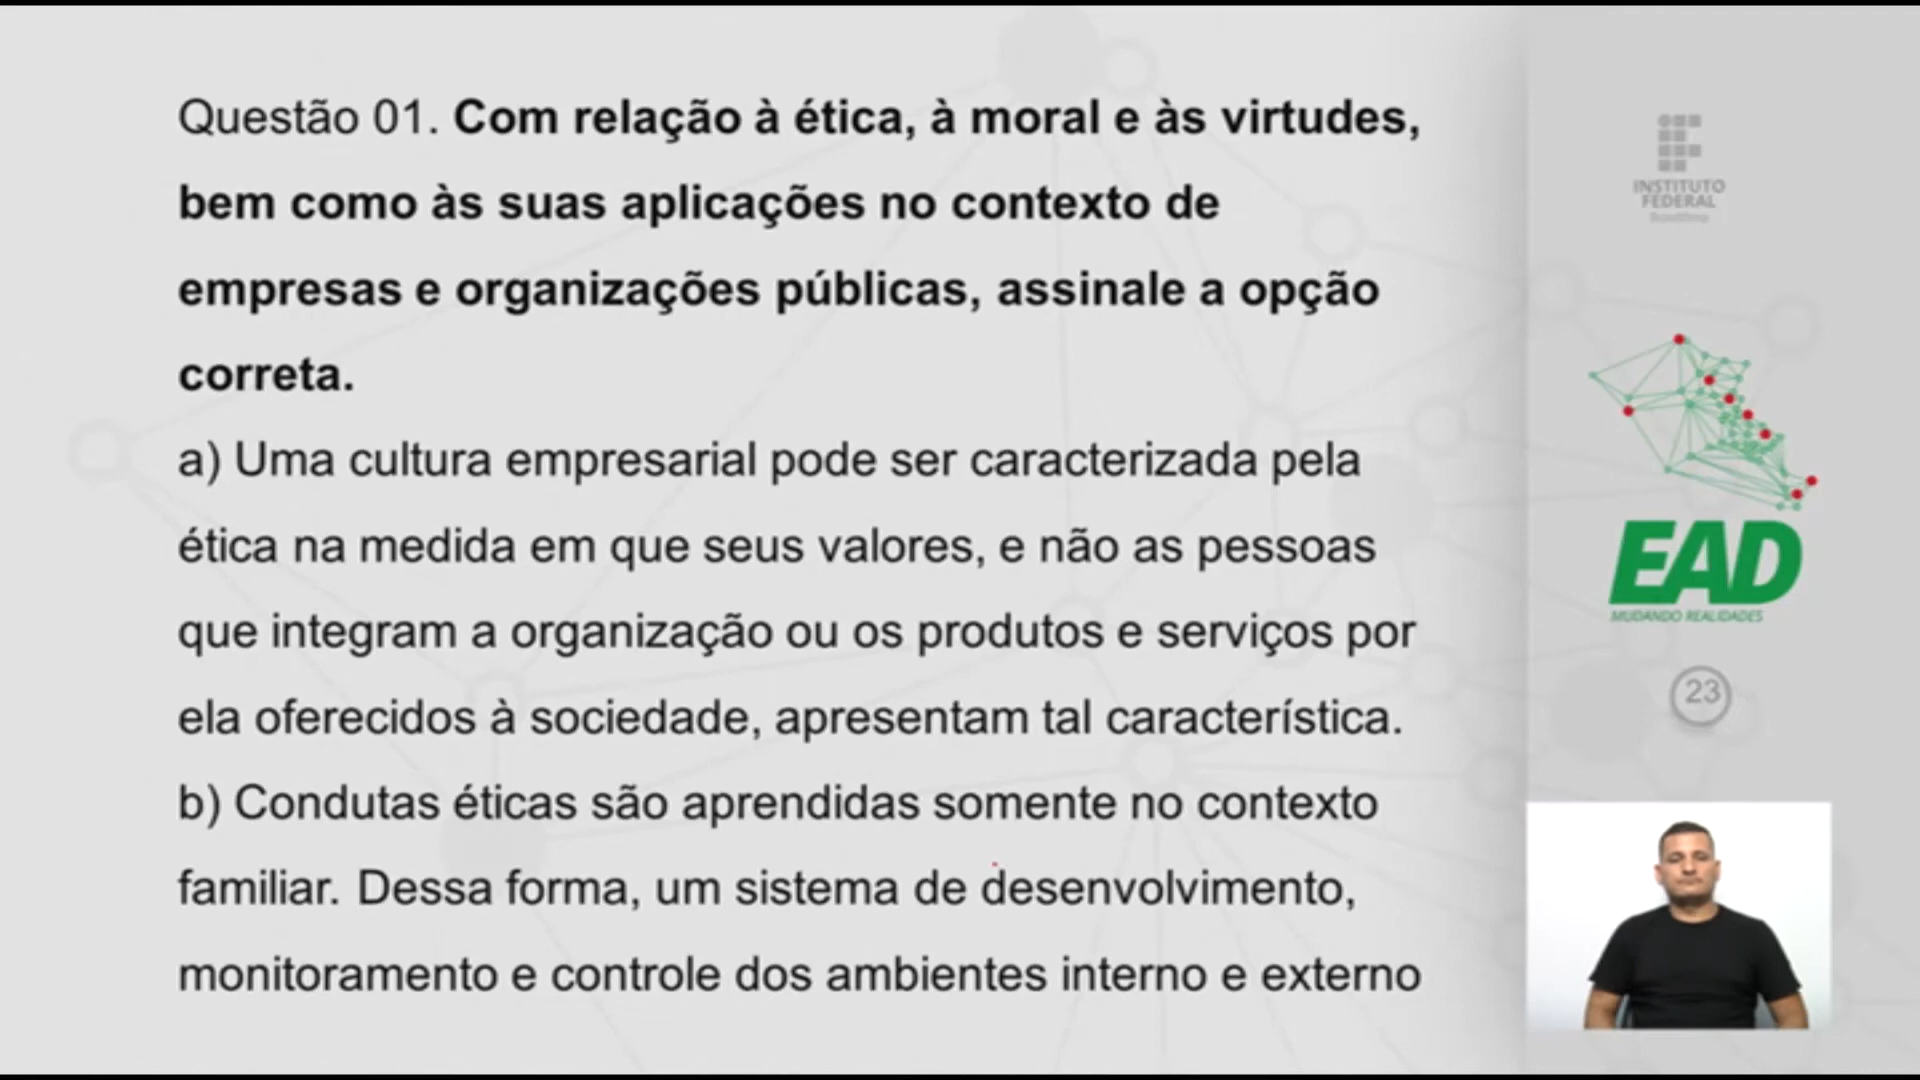 Questão 01. Com relação à ética, à moral e às virtudes,
bem como às suas aplicações no contexto de
empresas e organizações públicas, assinale a opção
correta.
a) Uma cultura empresarial pode ser caracterizada pela
ética na medida em que seus valores, e não as pessoas
que integram a organização ou os produtos e serviços por
ela oferecidos à sociedade, apresentam tal característica.
b) Condutas éticas são aprendidas somente no contexto
familiar. Dessa forma, um sistema de desenvolvimento,
monitoramento e controle dos ambientes interno e externo
INSTITUTO
FEDERAL
EAD
MUDANDO REALIDADES
23